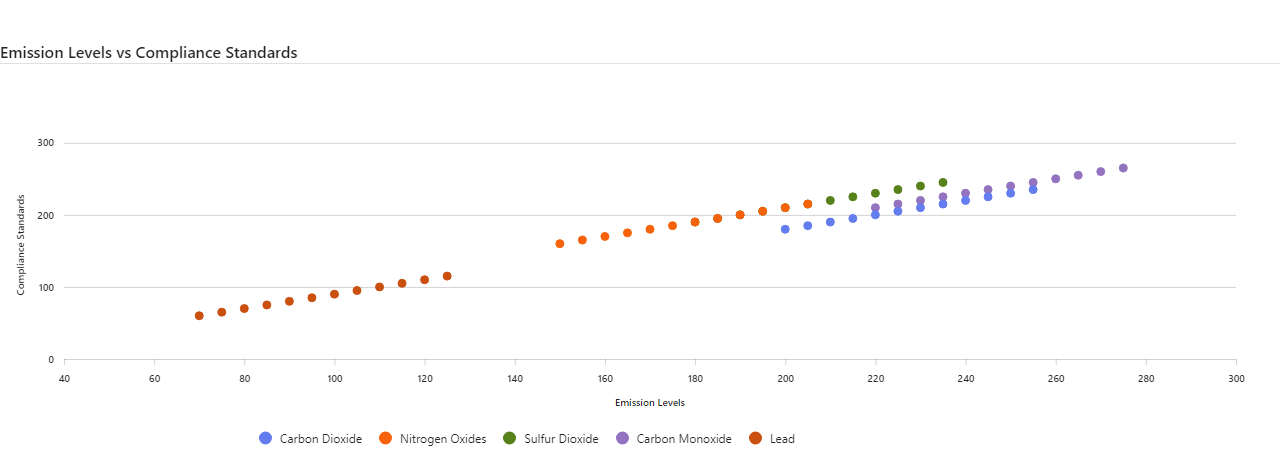 Emission Levels vs Compliance Standards
Compliance Standards
300
200
100
0
40 60 80 100 120 140 160 180 200 220 240 260 280 300
Emission Levels
Carbon Dioxide Nitrogen Oxides Sulfur Dioxide Carbon Monoxide Lead